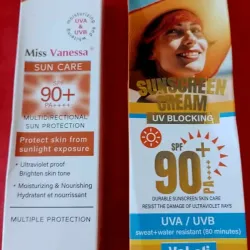 UVA
& UVB
Miss Vanessa
SUN CARE
SPF
90+
PA++++
MULTIDIRECTIONAL
SUN PROTECTION
Protect skin from
sunlight exposure
• Ultraviolet proof
Brighten skin tone
• Moisturizing & Nourishing
Hydratent et nourrissant
MULTIPLE PROTECTION
SUNSCREEN
CREAM
UV BLOCKING
SPF
90+
PA+++
DURABLE SUNSCREEN SKIN CARE
RESIST THE DAMAGE OF ULTRAVIOLET RAYS
UVA / UVB
sweat+water resistant (80 minutes)